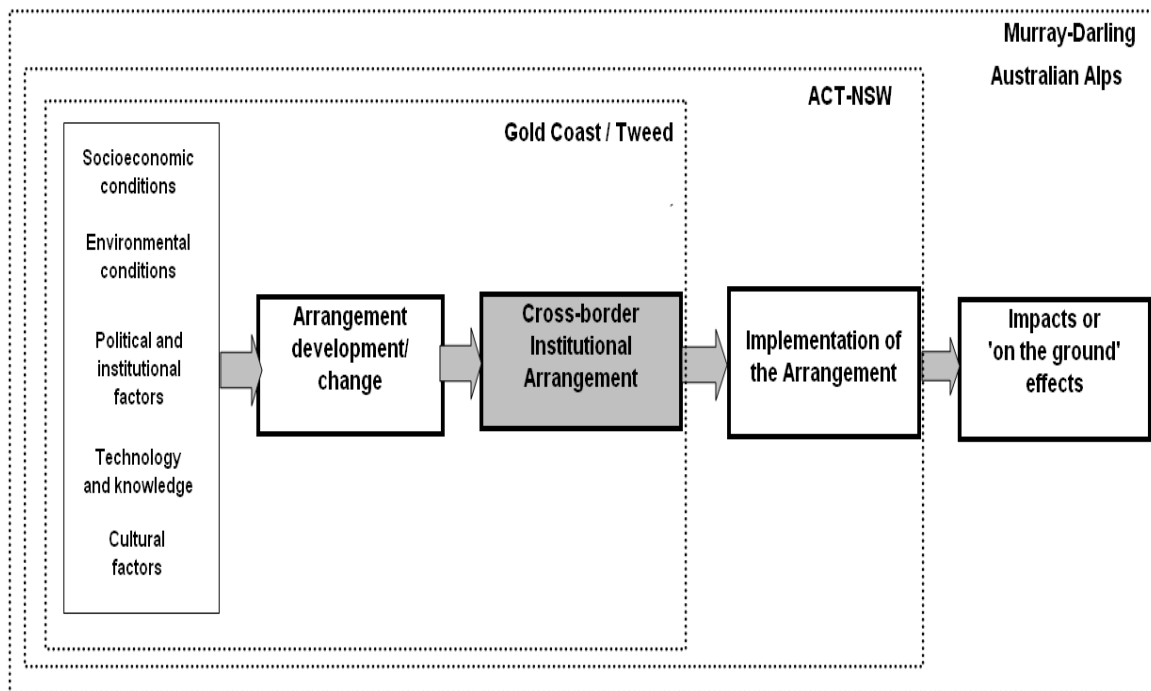 Murray-Darling
Australian Alps
ACT-NSW
Gold Coast / Tweed
Socioeconomic
conditions
Environmental
conditions
Political and
institutional
factors
Technology
and knowledge
Cultural
factors
Arrangement
development/
change
Cross-border
Institutional
Arrangement
Implementation of
the Arrangement
Impacts or
'on the ground'
effects